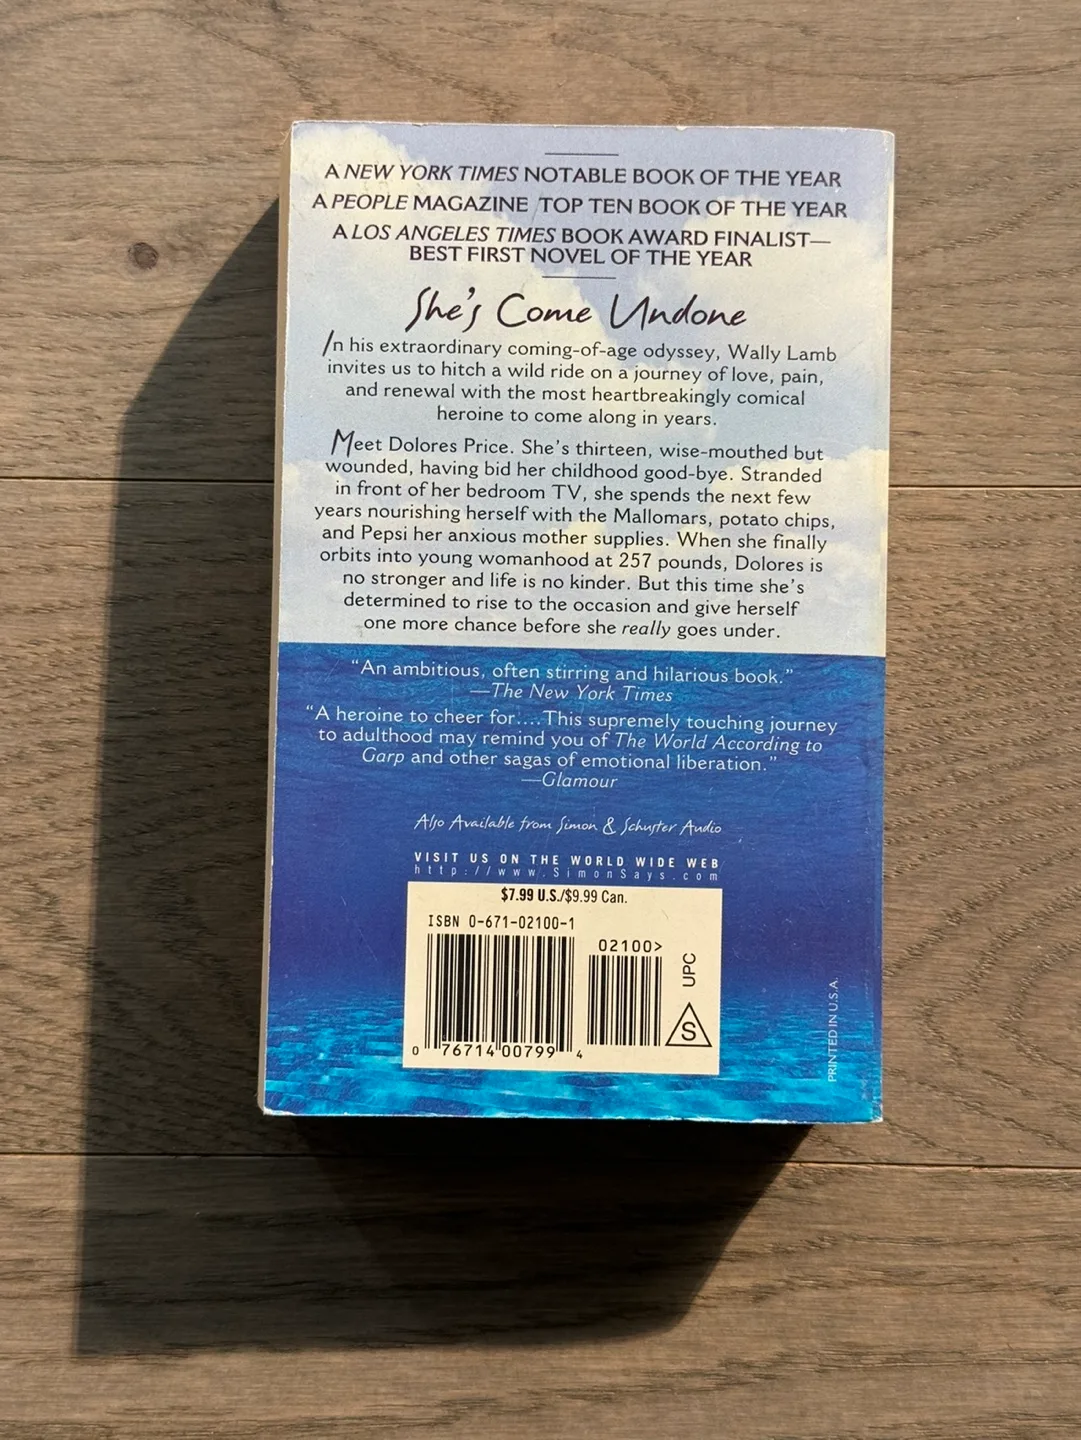 A NEW YORK TIMES NOTABLE BOOK OF THE YEAR
A PEOPLE MAGAZINE TOP TEN BOOK OF THE YEAR
A LOS ANGELES TIMES BOOK AWARD FINALIST—
BEST FIRST NOVEL OF THE YEAR
She's Come Undone
In his extraordinary coming-of-age odyssey, Wally Lamb
invites us to hitch a wild ride on a journey of love, pain,
and renewal with the most heartbreakingly comical
heroine to come along in years.
Meet Dolores Price. She's thirteen, wise-mouthed but
wounded, having bid her childhood good-bye. Stranded
in front of her bedroom TV, she spends the next few
years nourishing herself with the Mallomars, potato chips,
and Pepsi her anxious mother supplies. When she finally
orbits into young womanhood at 257 pounds, Dolores is
no stronger and life is no kinder. But this time she's
determined to rise to the occasion and give herself
one more chance before she really goes under.
"An ambitious, often stirring and hilarious book."
—The New York Times
"A heroine to cheer for....This supremely touching journey
to adulthood may remind you of The World According to
Garp and other sagas of emotional liberation."
—Glamour
Also Available from Simon & Schuster Audio
VISIT US ON THE WORLD WIDE WEB
http://www.SimonSays.com
$7.99 U.S./$9.99 Can.
ISBN 0-671-02100-1
02100>
UPC
S
0 76714 00799 4
PRINTED IN U.S.A.